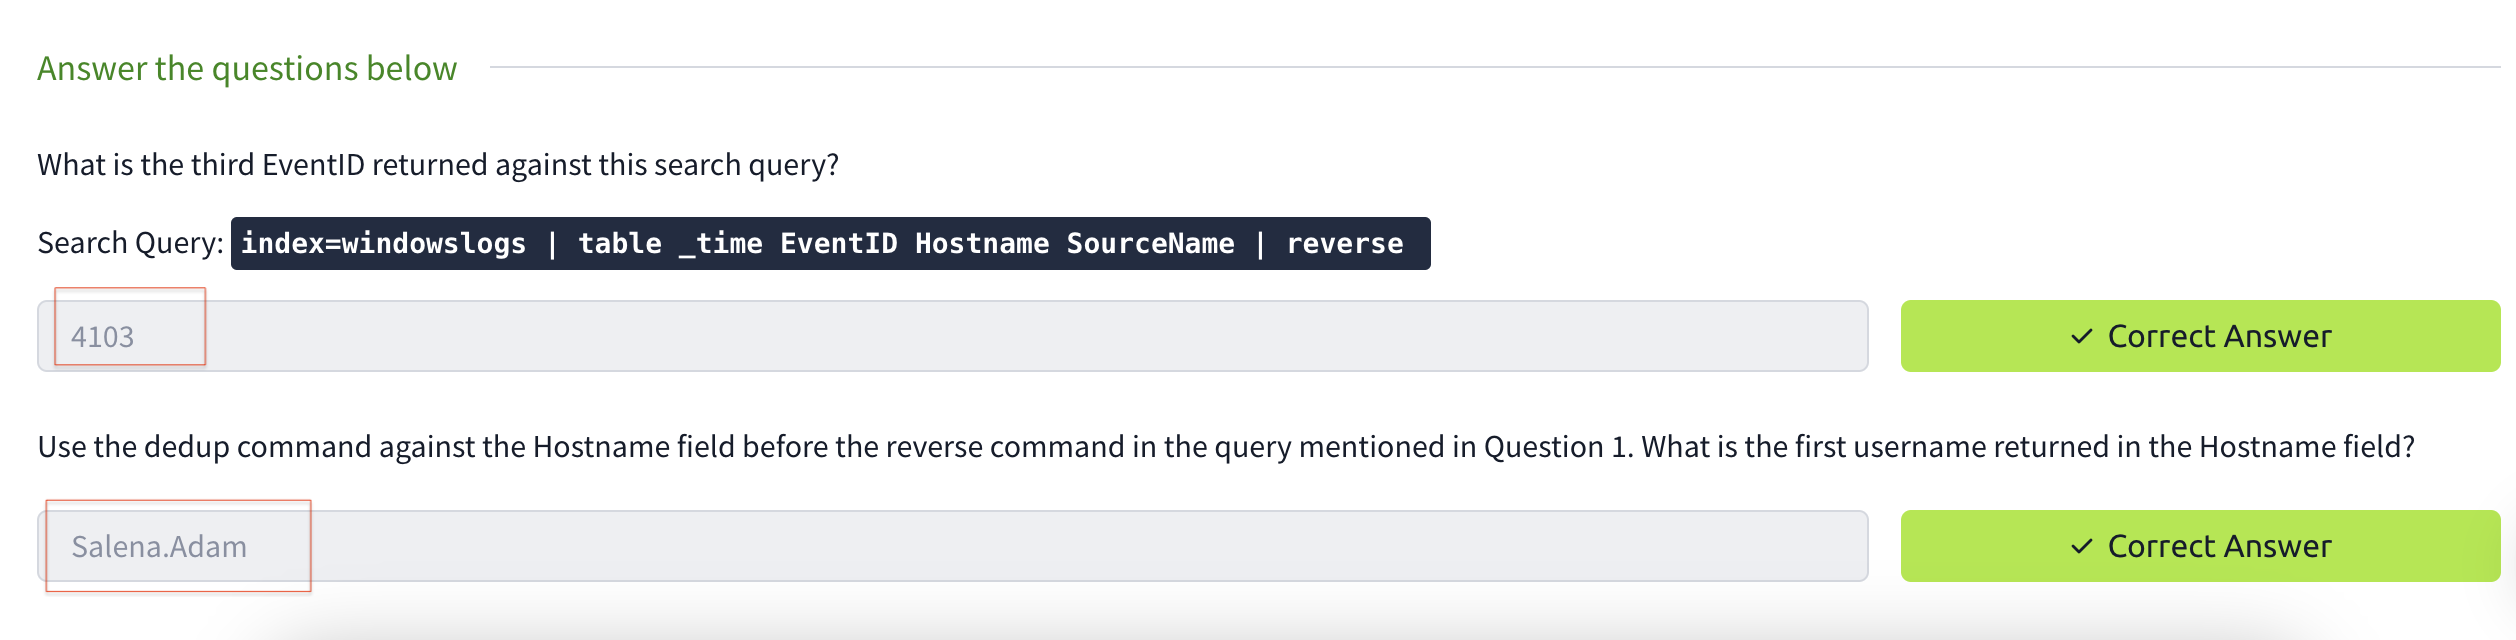 Answer the questions below
What is the third EventID returned against this search query?
Search Query: index=windowslogs | table _time EventID Hostname SourceName | reverse
4103
✓ Correct Answer
Use the dedup command against the Hostname field before the reverse command in the query mentioned in Question 1. What is the first username returned in the Hostname field?
Salena.Adam
✓ Correct Answer